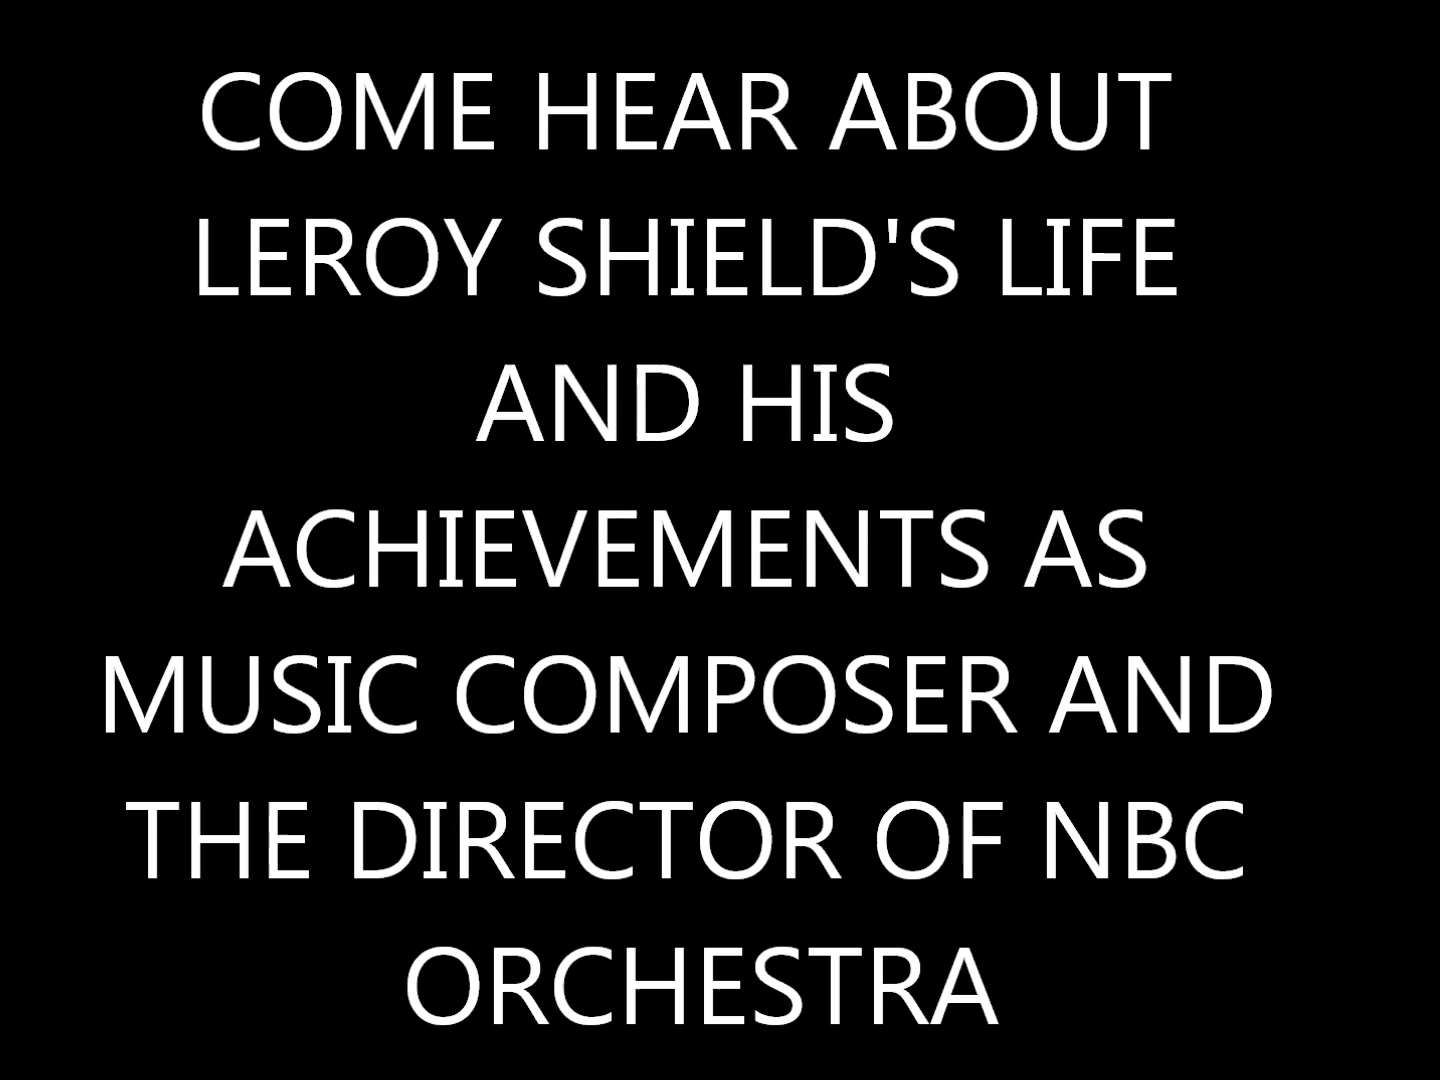 COME HEAR ABOUT
LEROY SHIELD'S LIFE
AND HIS
ACHIEVEMENTS AS
MUSIC COMPOSER AND
THE DIRECTOR OF NBC
ORCHESTRA